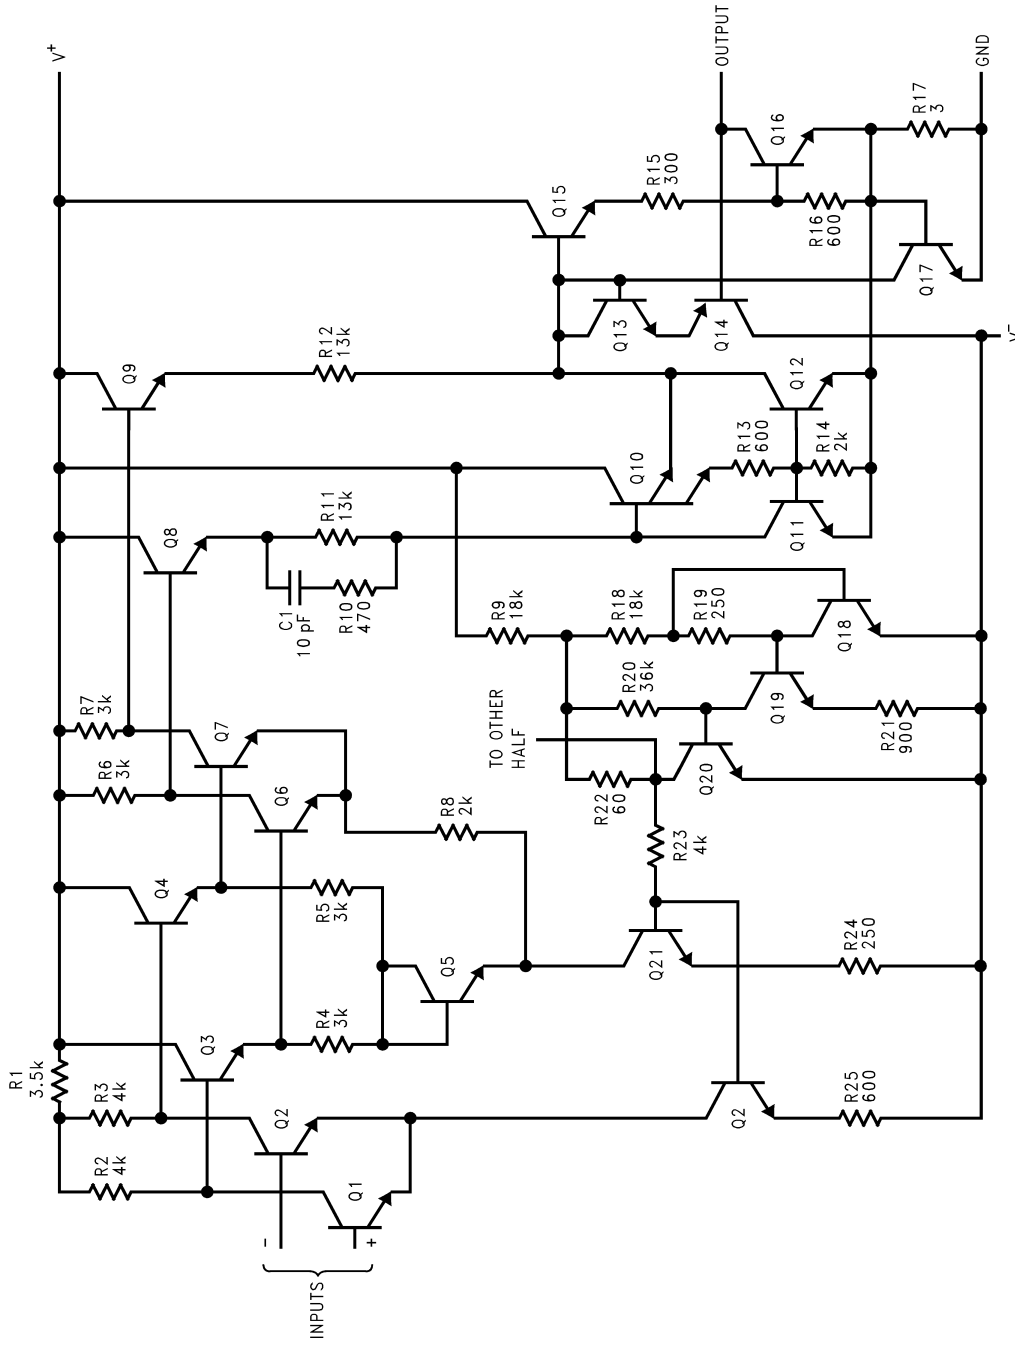 V+
R1
3.5k
R2
4k
R3
4k
R6
3k
R7
3k
Q9
R12
13k
Q8
R11
13k
C1
10 pF
R10
470
Q7
Q6
Q4
Q3
Q2
Q1
R4
3k
R5
3k
Q5
R8
2k
-
+
INPUTS
Q15
R15
300
OUTPUT
Q13
Q14
Q16
R16
600
Q17
R17
3
GND
V-
Q10
R13
600
Q12
R14
2k
Q11
R9
18k
R18
18k
R19
250
R20
36k
Q18
Q19
TO OTHER
HALF
R22
60
Q20
R21
900
R23
4k
Q21
R24
250
Q2
R25
600